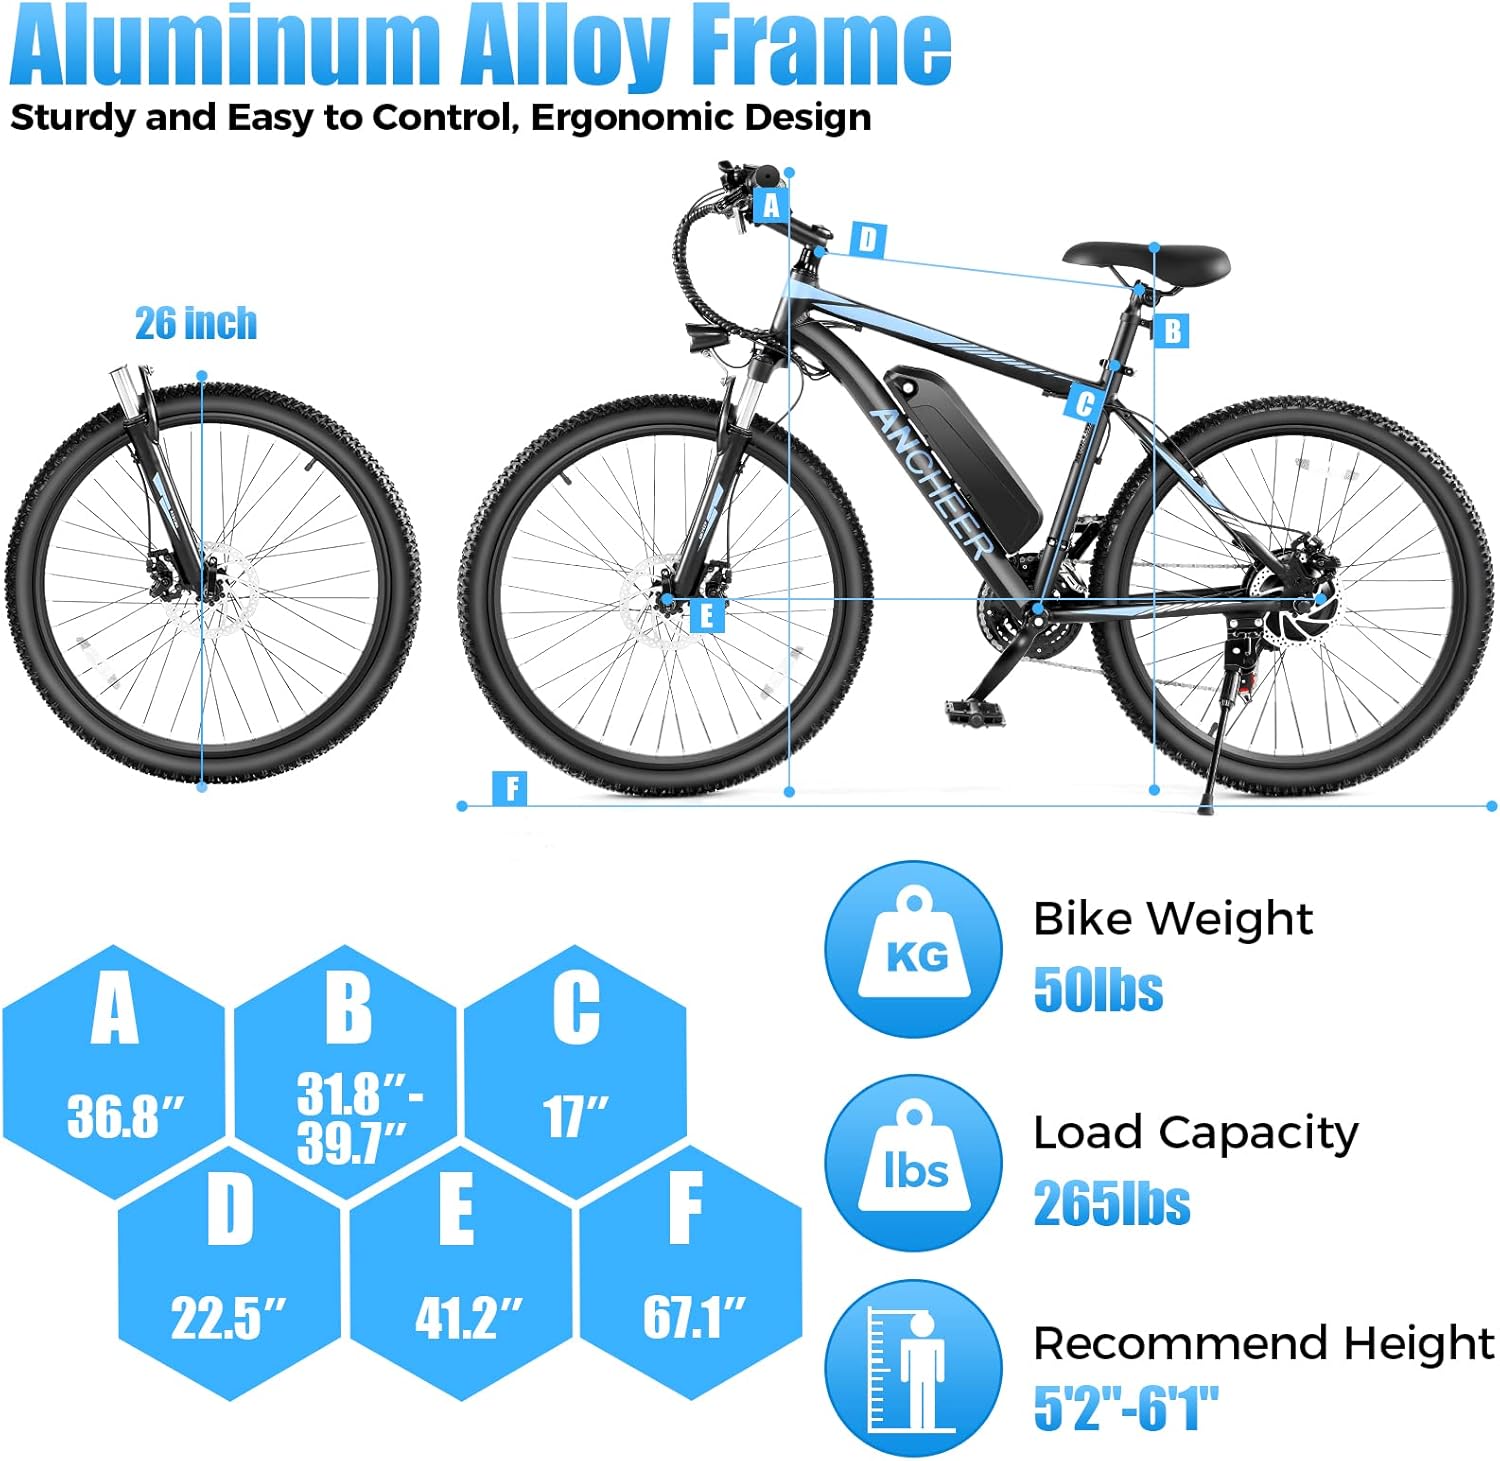 Aluminum Alloy Frame
Sturdy and Easy to Control, Ergonomic Design
26 inch
A
D
B
C
ANCHEER
E
F
A
36.8″
B
31.8″-
39.7″
C
17″
D
22.5″
E
41.2″
F
67.1″
KG
Bike Weight
50lbs
lbs
Load Capacity
265lbs
Recommend Height
5'2"-6'1"